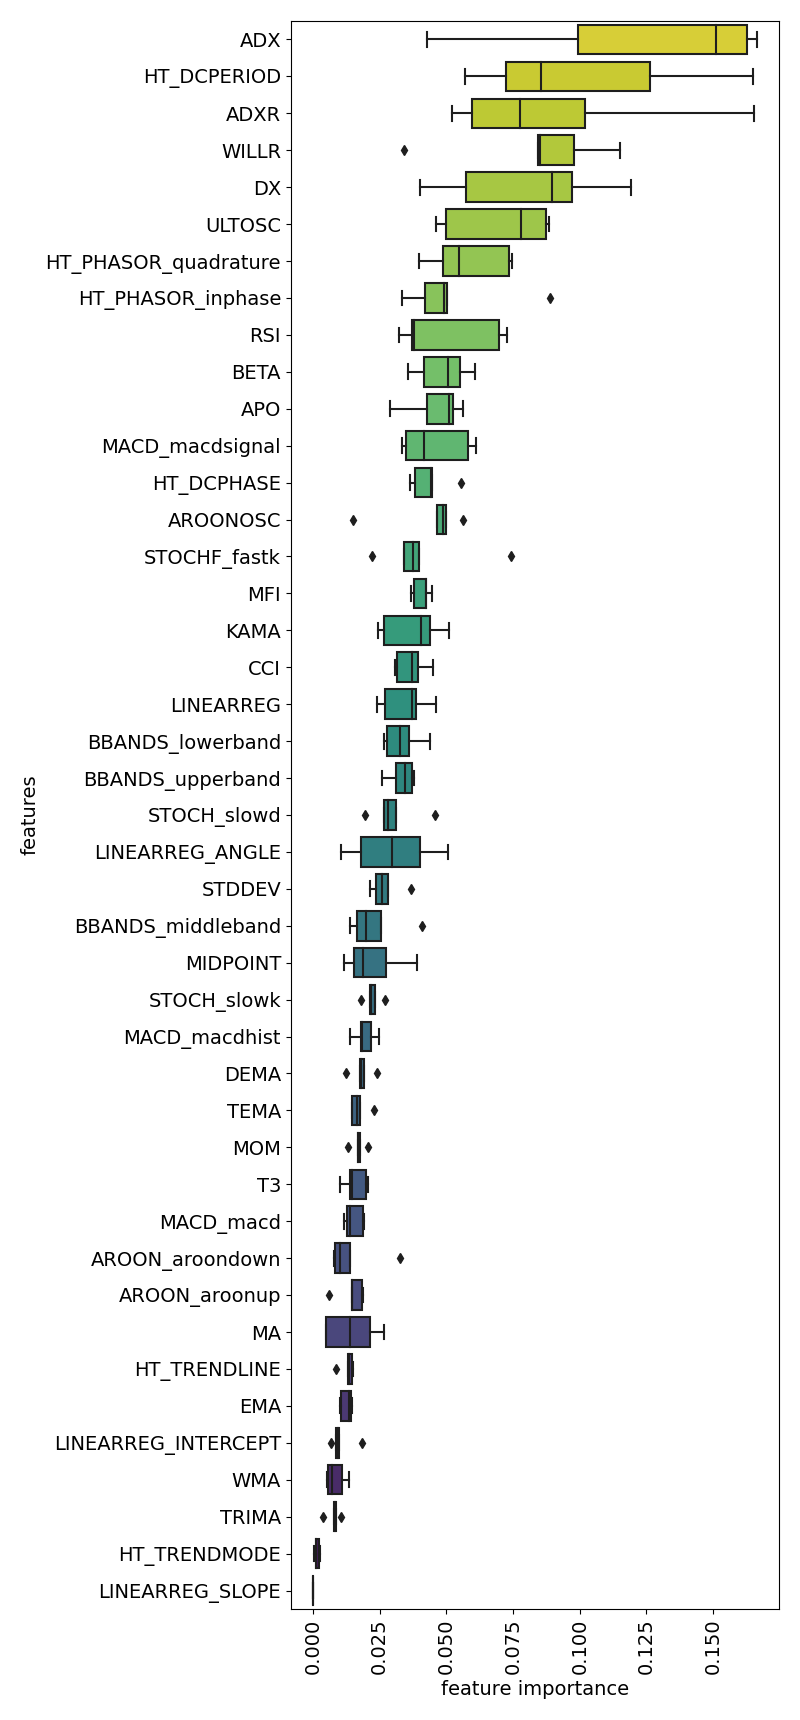 ADX
HT_DCPERIOD
ADXR
WILLR
DX
ULTOSC
HT_PHASOR_quadrature
HT_PHASOR_inphase
RSI
BETA
APO
MACD_macdsignal
HT_DCPHASE
AROONOSC
STOCHF_fastk
MFI
KAMA
CCI
LINEARREG
BBANDS_lowerband
BBANDS_upperband
STOCH_slowd
LINEARREG_ANGLE
STDDEV
BBANDS_middleband
MIDPOINT
STOCH_slowk
MACD_macdhist
DEMA
TEMA
MOM
T3
MACD_macd
AROON_aroondown
AROON_aroonup
MA
HT_TRENDLINE
EMA
LINEARREG_INTERCEPT
WMA
TRIMA
HT_TRENDMODE
LINEARREG_SLOPE
features
0.000
0.025
0.050
0.075
0.100
0.125
0.150
feature importance